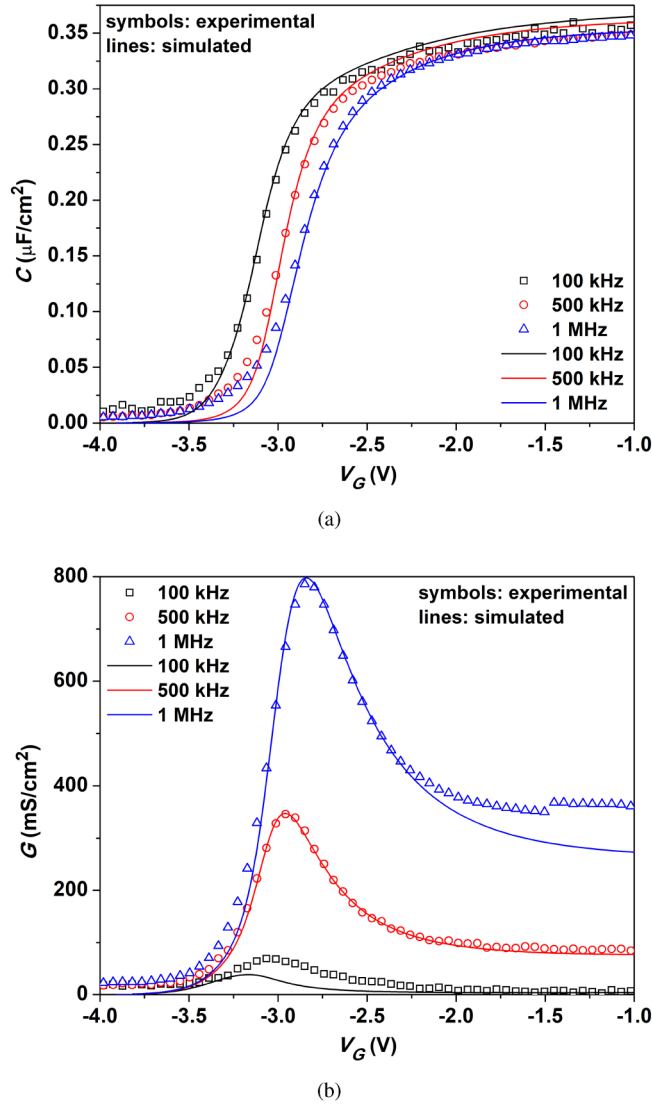 symbols: experimental
lines: simulated
0.35
0.30
0.25
0.20
0.15
0.10
0.05
0.00
C (μF/cm²)
100 kHz
500 kHz
1 MHz
100 kHz
500 kHz
1 MHz
-4.0 -3.5 -3.0 -2.5 -2.0 -1.5 -1.0
V_G (V)
(a)
800
600
400
200
0
G (mS/cm²)
100 kHz
500 kHz
1 MHz
100 kHz
500 kHz
1 MHz
symbols: experimental
lines: simulated
-4.0 -3.5 -3.0 -2.5 -2.0 -1.5 -1.0
V_G (V)
(b)